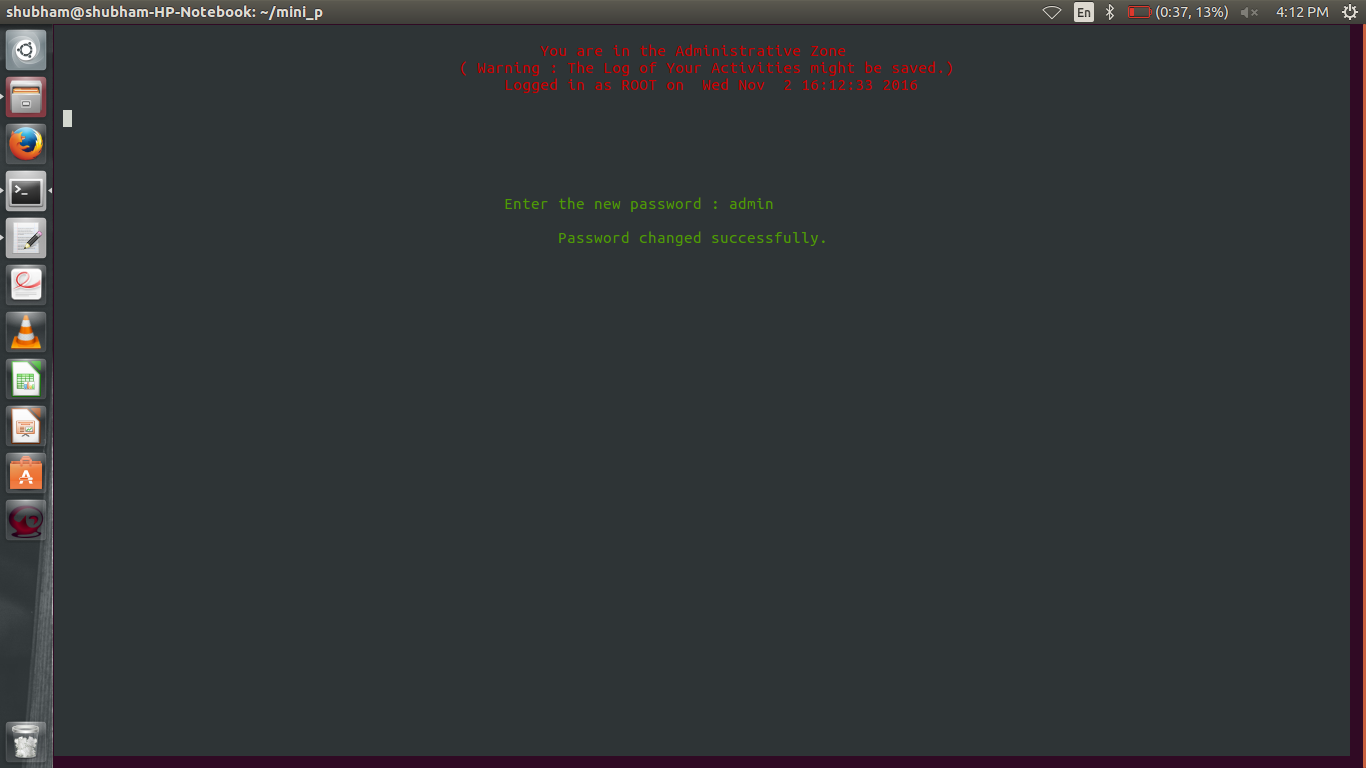 shubham@shubham-HP-Notebook: ~/mini_p
En
(0:37, 13%)
4:12 PM
You are in the Administrative Zone
( Warning : The Log of Your Activities might be saved.)
Logged in as ROOT on  Wed Nov  2 16:12:33 2016
Enter the new password : admin
Password changed successfully.